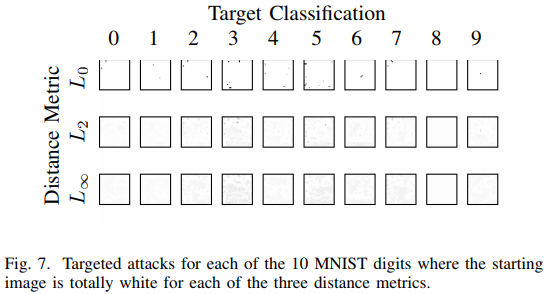 Target Classification
0 1 2 3 4 5 6 7 8 9
Distance Metric
L0
L2
L∞
Fig. 7. Targeted attacks for each of the 10 MNIST digits where the starting
image is totally white for each of the three distance metrics.